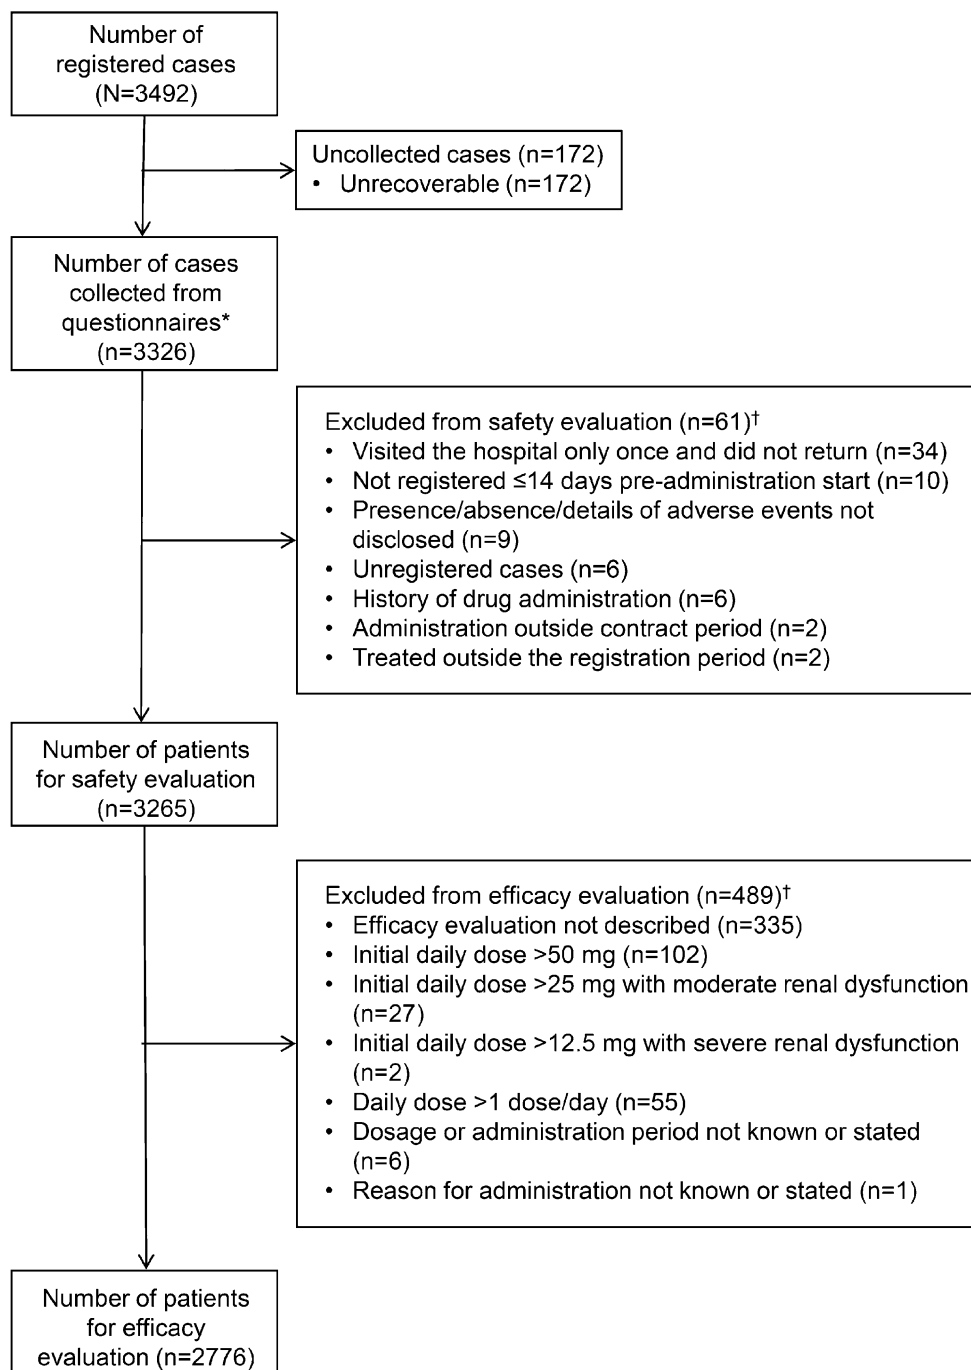 Number of
registered cases
(N=3492)
Uncollected cases (n=172)
• Unrecoverable (n=172)
Number of cases
collected from
questionnaires*
(n=3326)
Excluded from safety evaluation (n=61)†
• Visited the hospital only once and did not return (n=34)
• Not registered ≤14 days pre-administration start (n=10)
• Presence/absence/details of adverse events not
disclosed (n=9)
• Unregistered cases (n=6)
• History of drug administration (n=6)
• Administration outside contract period (n=2)
• Treated outside the registration period (n=2)
Number of patients
for safety evaluation
(n=3265)
Excluded from efficacy evaluation (n=489)†
• Efficacy evaluation not described (n=335)
• Initial daily dose >50 mg (n=102)
• Initial daily dose >25 mg with moderate renal dysfunction
(n=27)
• Initial daily dose >12.5 mg with severe renal dysfunction
(n=2)
• Daily dose >1 dose/day (n=55)
• Dosage or administration period not known or stated
(n=6)
• Reason for administration not known or stated (n=1)
Number of patients
for efficacy
evaluation (n=2776)